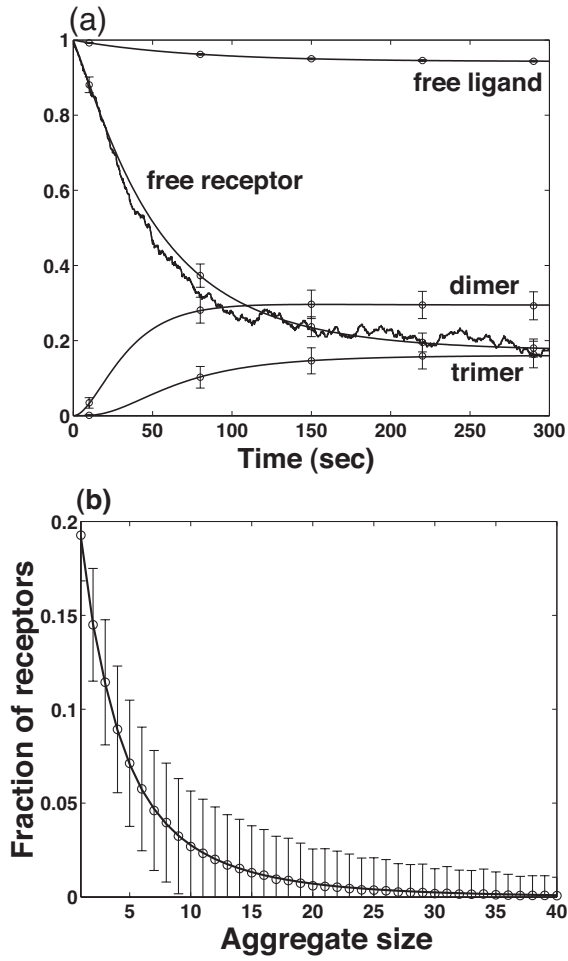 (a)
1
free ligand
0.8
free receptor
0.6
0.4
dimer
0.2
trimer
0
0 50 100 150 200 250 300
Time (sec)
(b)
0.2
0.15
0.1
0.05
0
Fraction of receptors
5 10 15 20 25 30 35 40
Aggregate size